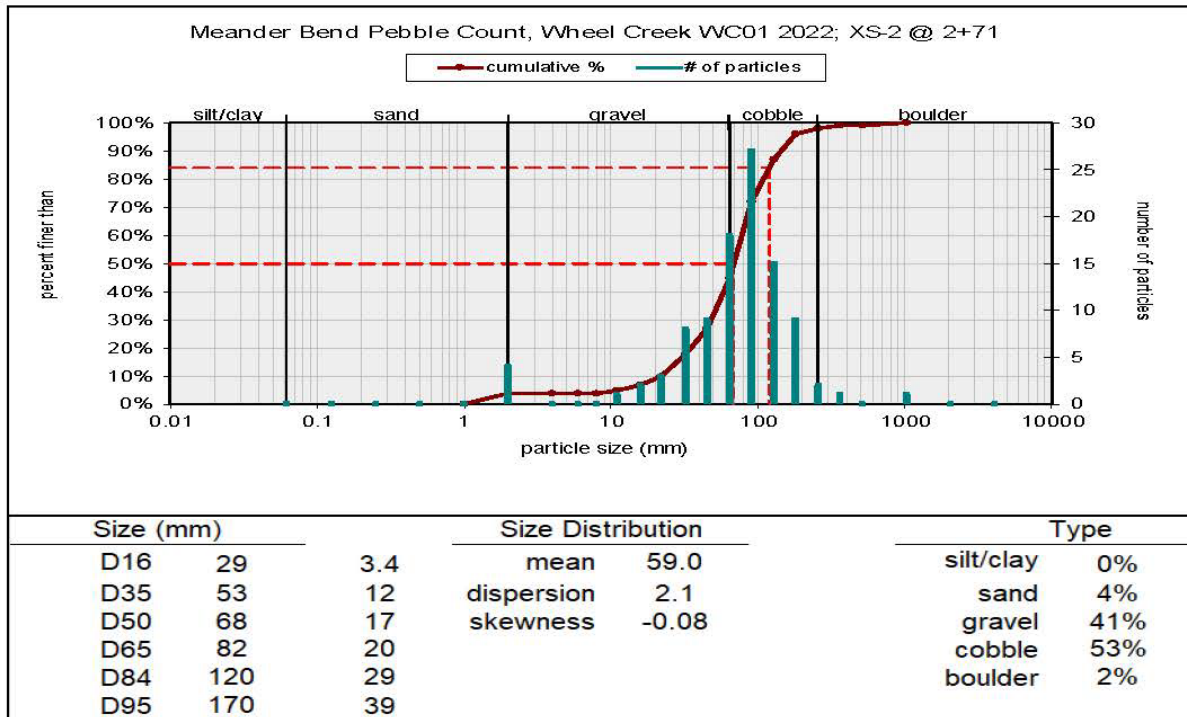 Meander Bend Pebble Count, Wheel Creek WC01 2022; XS-2 @ 2+71
cumulative % # of particles
silt/clay sand gravel cobble boulder
100% 30
90%
80% 25
70% 20
60%
50% 15
40%
30% 10
20% 5
10%
0% 0
percent finer than
number of particles
0.01 0.1 1 10 100 1000 10000
particle size (mm)
Size (mm) Size Distribution Type
D16 29 3.4 mean 59.0 silt/clay 0%
D35 53 12 dispersion 2.1 sand 4%
D50 68 17 skewness -0.08 gravel 41%
D65 82 20 cobble 53%
D84 120 29 boulder 2%
D95 170 39